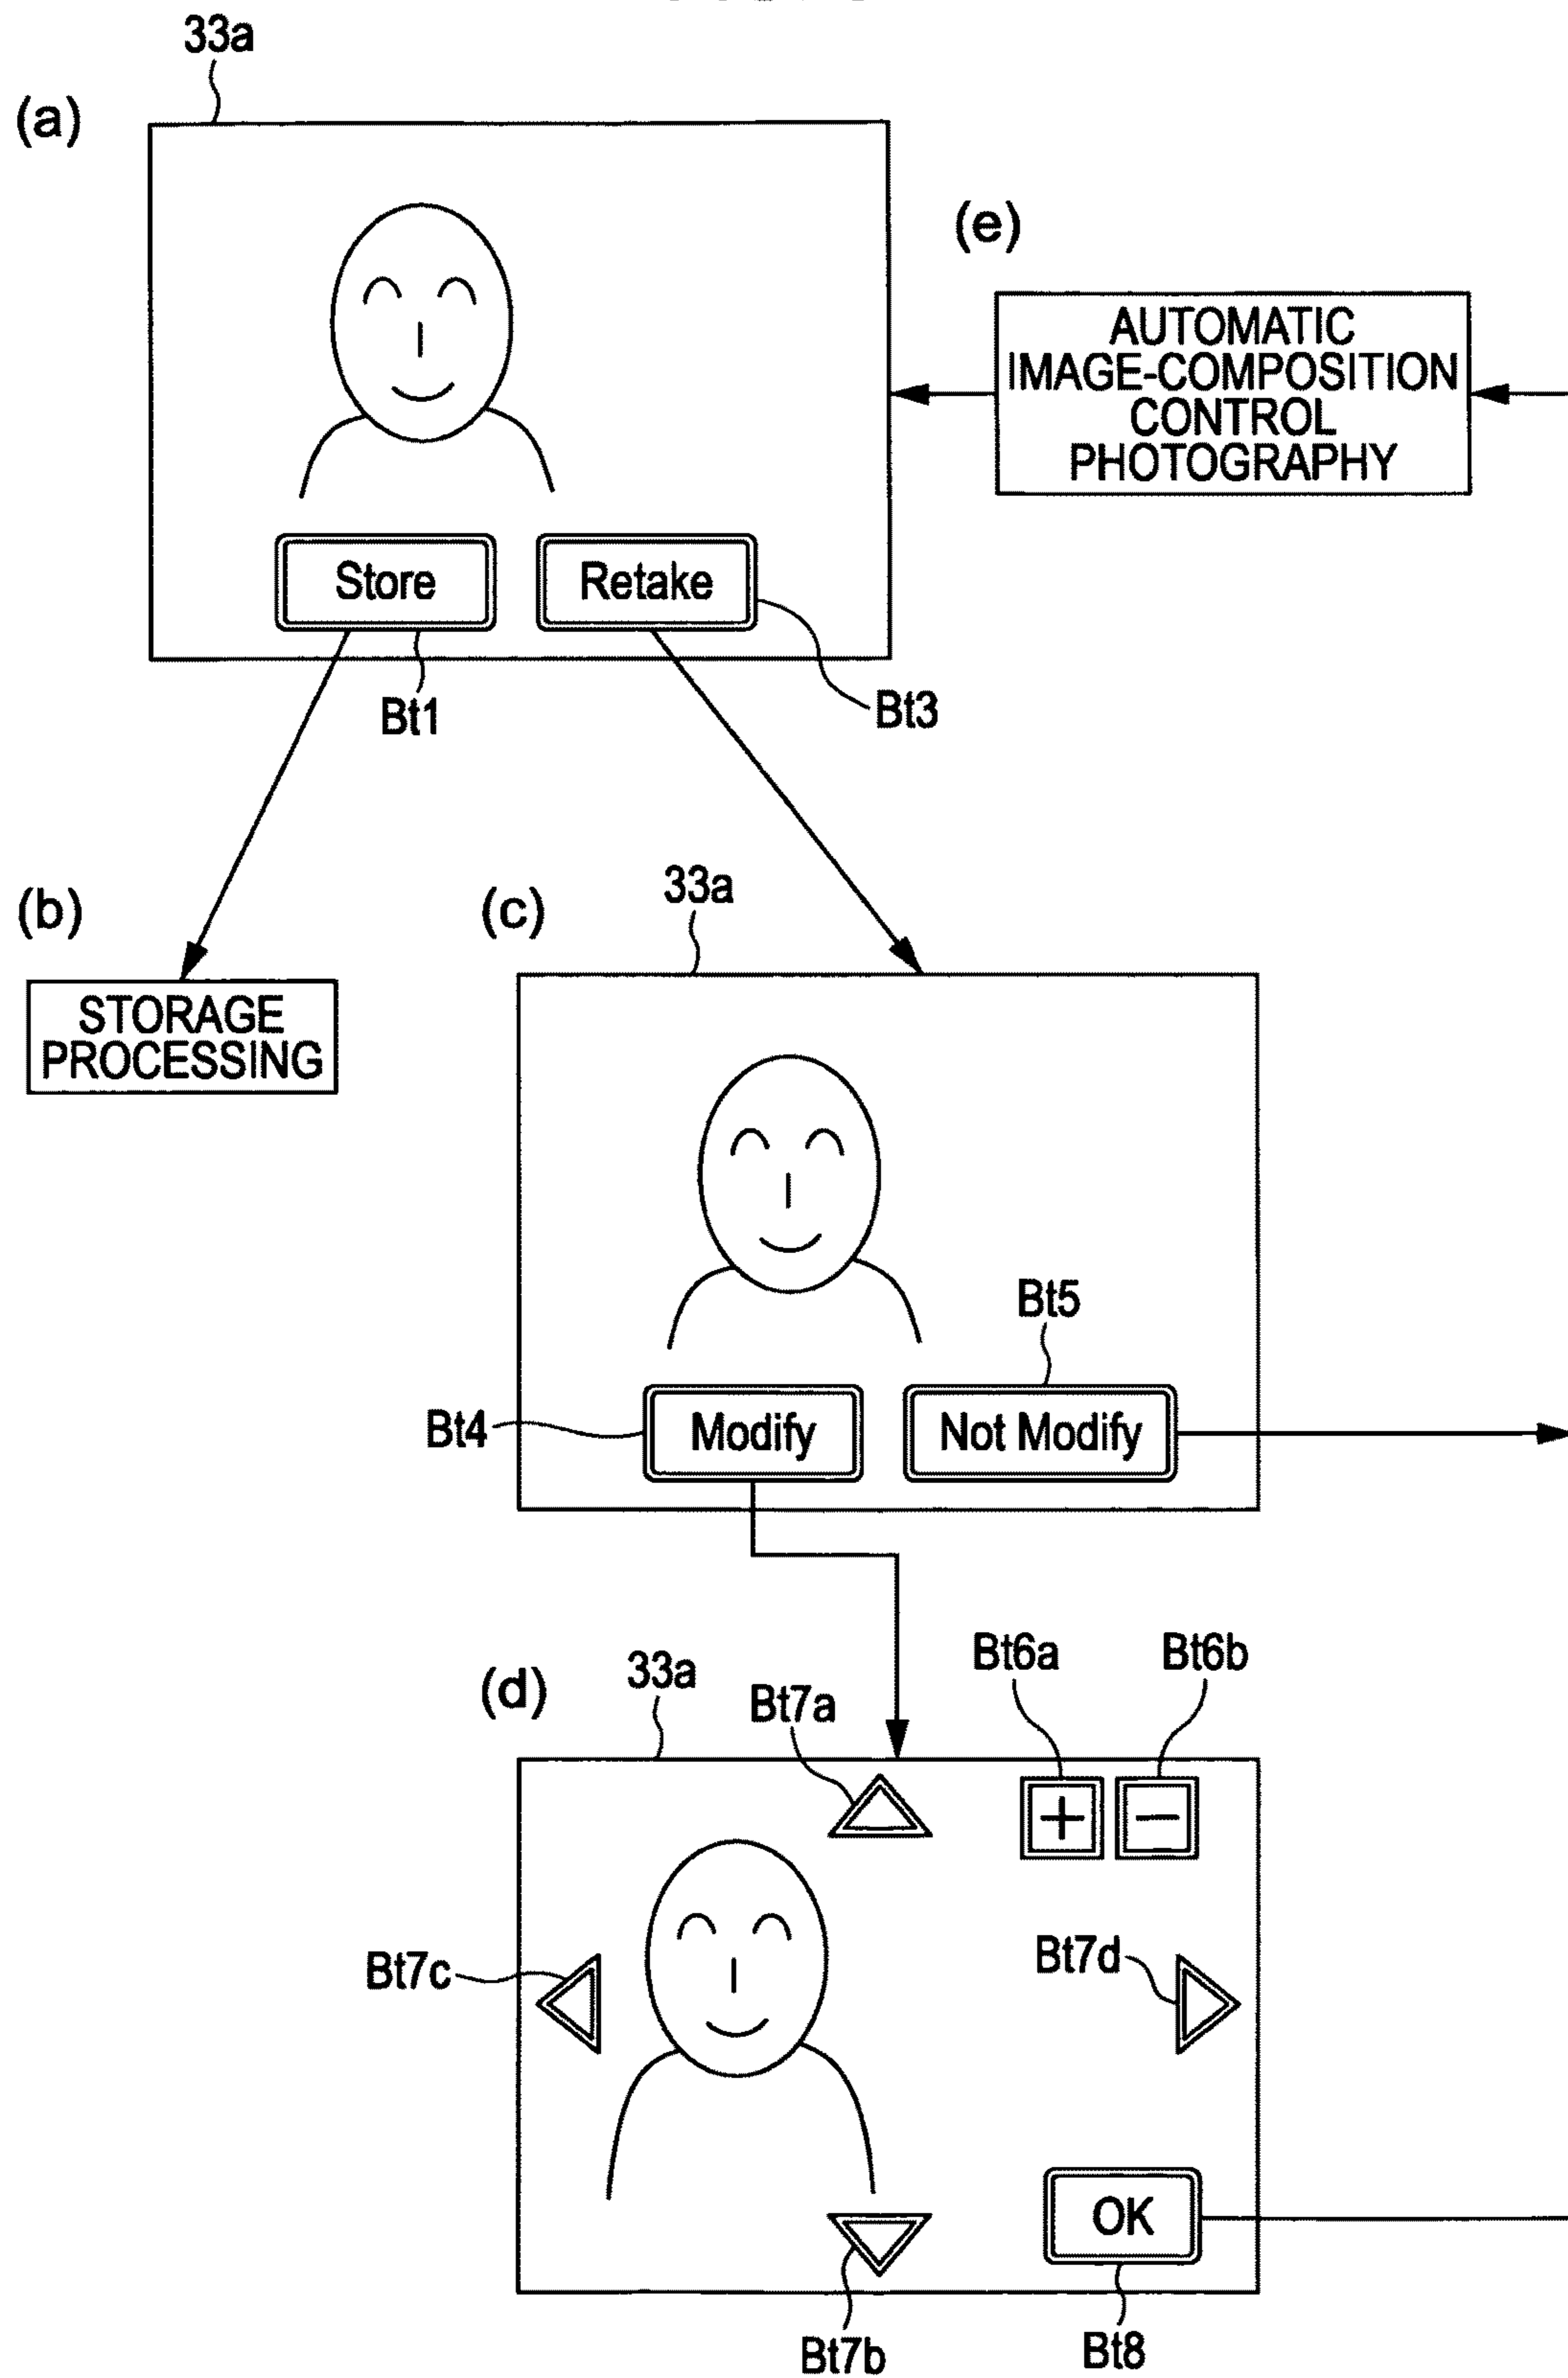 33a
(a)
(e)
AUTOMATIC
IMAGE-COMPOSITION
CONTROL
PHOTOGRAPHY
Store
Retake
Bt1
Bt3
(b)
STORAGE
PROCESSING
(c)
33a
Bt5
Bt4
Modify
Not Modify
(d)
33a
Bt7a
Bt6a
Bt6b
+
−
Bt7c
Bt7d
OK
Bt7b
Bt8